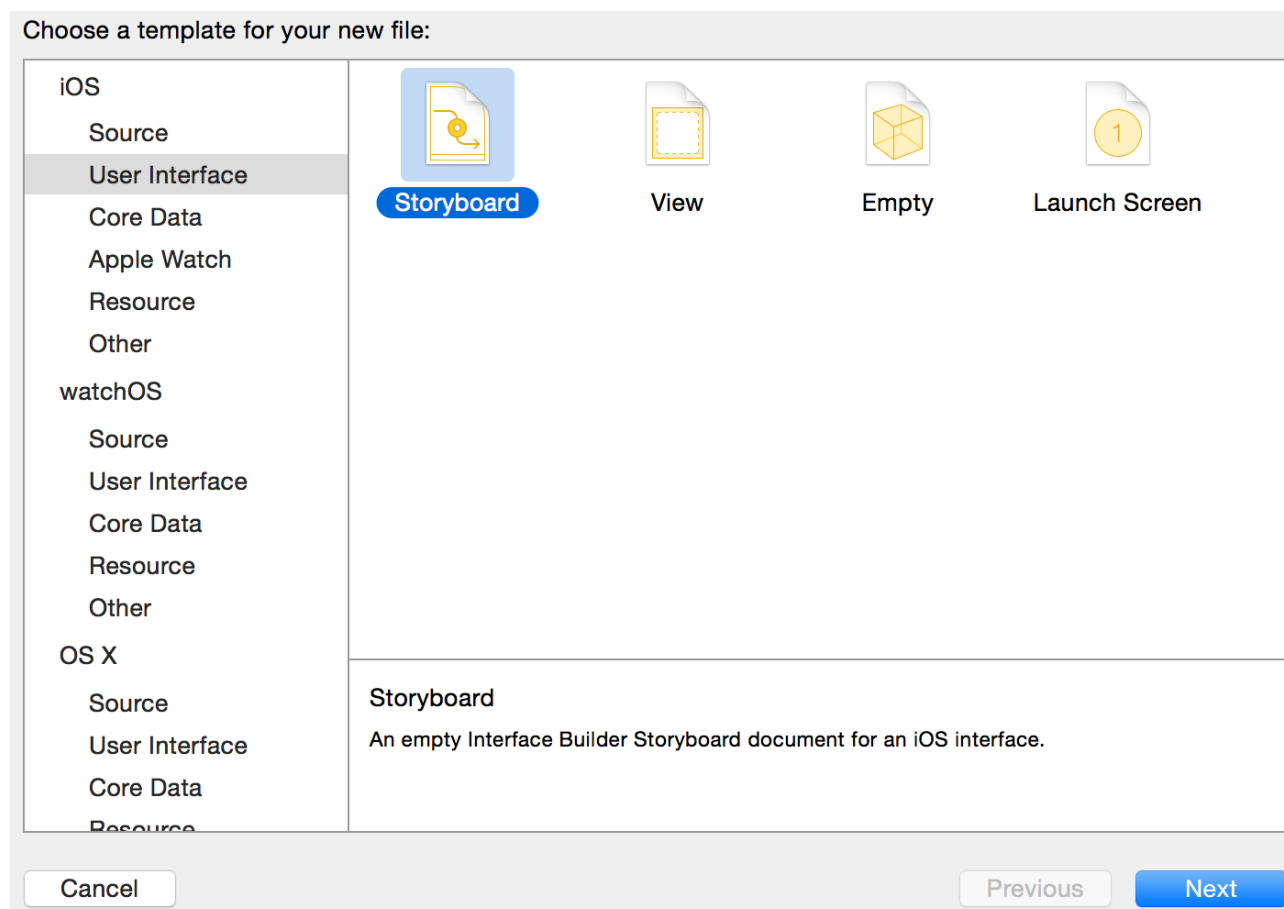 Choose a template for your new file:
iOS
Source
User Interface
Core Data
Apple Watch
Resource
Other
watchOS
Source
User Interface
Core Data
Resource
Other
OS X
Source
User Interface
Core Data
Resource
Storyboard
View
Empty
1
Launch Screen
Storyboard
An empty Interface Builder Storyboard document for an iOS interface.
Cancel
Previous
Next